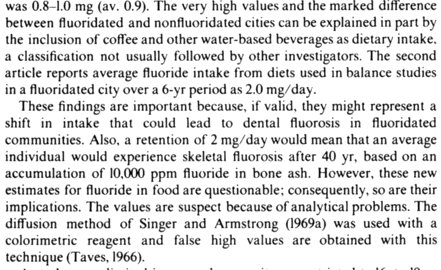 was 0.8–1.0 mg (av. 0.9). The very high values and the marked difference
between fluoridated and nonfluoridated cities can be explained in part by
the inclusion of coffee and other water-based beverages as dietary intake,
a classification not usually followed by other investigators. The second
article reports average fluoride intake from diets used in balance studies
in a fluoridated city over a 6-yr period as 2.0 mg/day.
These findings are important because, if valid, they might represent a
shift in intake that could lead to dental fluorosis in fluoridated
communities. Also, a retention of 2 mg/day would mean that an average
individual would experience skeletal fluorosis after 40 yr, based on an
accumulation of 10,000 ppm fluoride in bone ash. However, these new
estimates for fluoride in food are questionable; consequently, so are their
implications. The values are suspect because of analytical problems. The
diffusion method of Singer and Armstrong (1969a) was used with a
colorimetric reagent and false high values are obtained with this
technique (Taves, 1966).